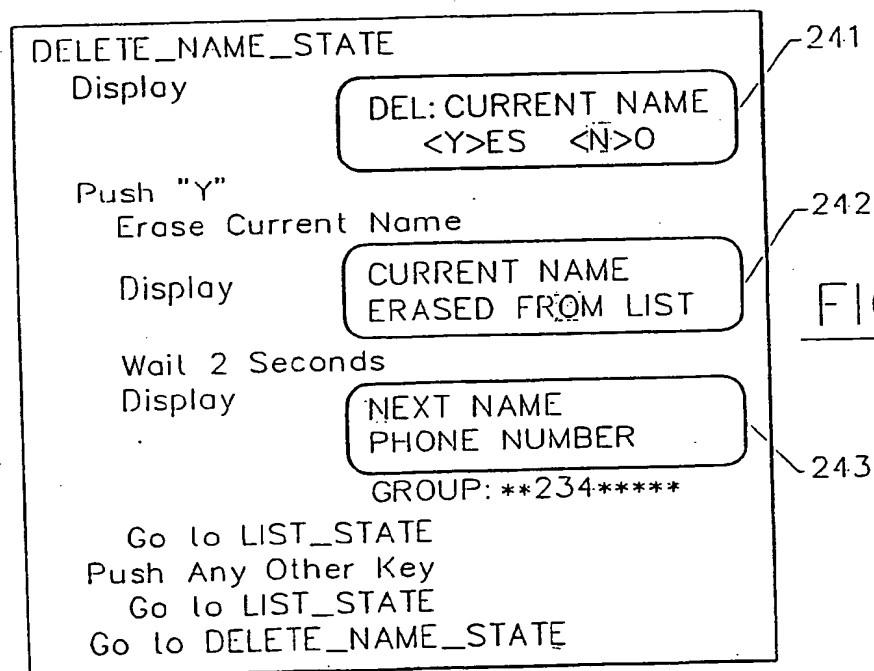 DELETE_NAME_STATE
241
Display
DEL: CURRENT NAME
<Y>ES <N>O
Push "Y"
Erase Current Name
242
Display
CURRENT NAME
ERASED FROM LIST
Wait 2 Seconds
Display
NEXT NAME
PHONE NUMBER
243
GROUP: **234*****
Go to LIST_STATE
Push Any Other Key
Go to LIST_STATE
Go to DELETE_NAME_STATE